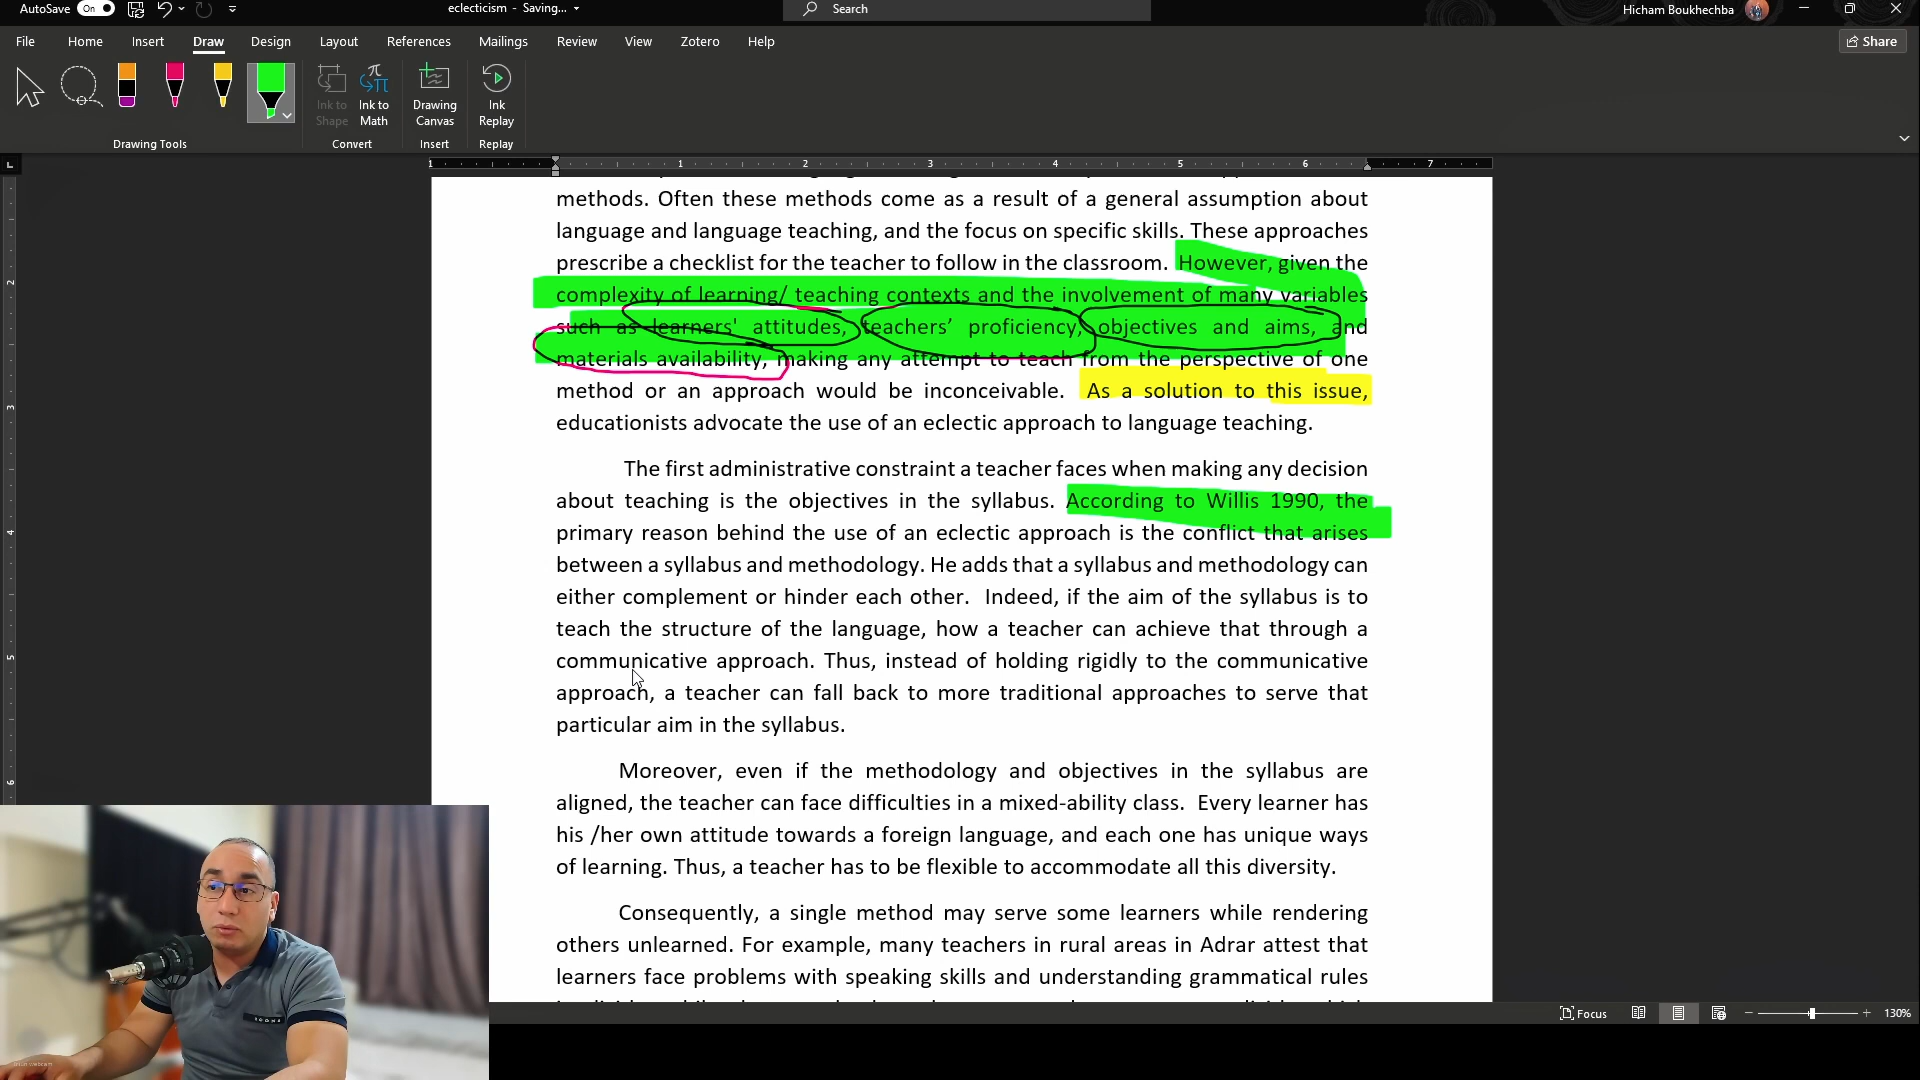 AutoSave On eclecticism - Saving... Search Hicham Boukhechba
File Home Insert Draw Design Layout References Mailings Review View Zotero Help Share
Ink to Shape
Ink to Math
Drawing Canvas
Ink Replay
Drawing Tools Convert Insert Replay
1 1 2 3 4 5 6 7
methods. Often these methods come as a result of a general assumption about
language and language teaching, and the focus on specific skills. These approaches
prescribe a checklist for the teacher to follow in the classroom. However, given the
complexity of learning/ teaching contexts and the involvement of many variables
such as learners' attitudes, teachers’ proficiency, objectives and aims, and
materials availability, making any attempt to teach from the perspective of one
method or an approach would be inconceivable. As a solution to this issue,
educationists advocate the use of an eclectic approach to language teaching.
The first administrative constraint a teacher faces when making any decision
about teaching is the objectives in the syllabus. According to Willis 1990, the
primary reason behind the use of an eclectic approach is the conflict that arises
between a syllabus and methodology. He adds that a syllabus and methodology can
either complement or hinder each other. Indeed, if the aim of the syllabus is to
teach the structure of the language, how a teacher can achieve that through a
communicative approach. Thus, instead of holding rigidly to the communicative
approach, a teacher can fall back to more traditional approaches to serve that
particular aim in the syllabus.
Moreover, even if the methodology and objectives in the syllabus are
aligned, the teacher can face difficulties in a mixed-ability class. Every learner has
his /her own attitude towards a foreign language, and each one has unique ways
of learning. Thus, a teacher has to be flexible to accommodate all this diversity.
Consequently, a single method may serve some learners while rendering
others unlearned. For example, many teachers in rural areas in Adrar attest that
learners face problems with speaking skills and understanding grammatical rules
2
3
4
5
6
Focus 130%